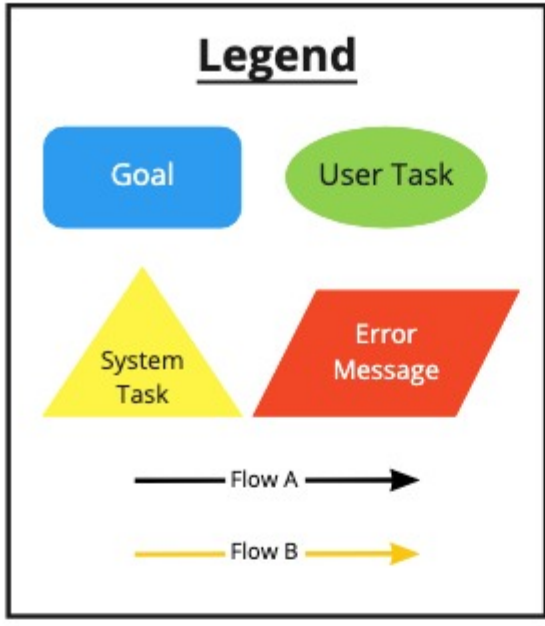 Legend
Goal
User Task
System
Task
Error
Message
Flow A
Flow B